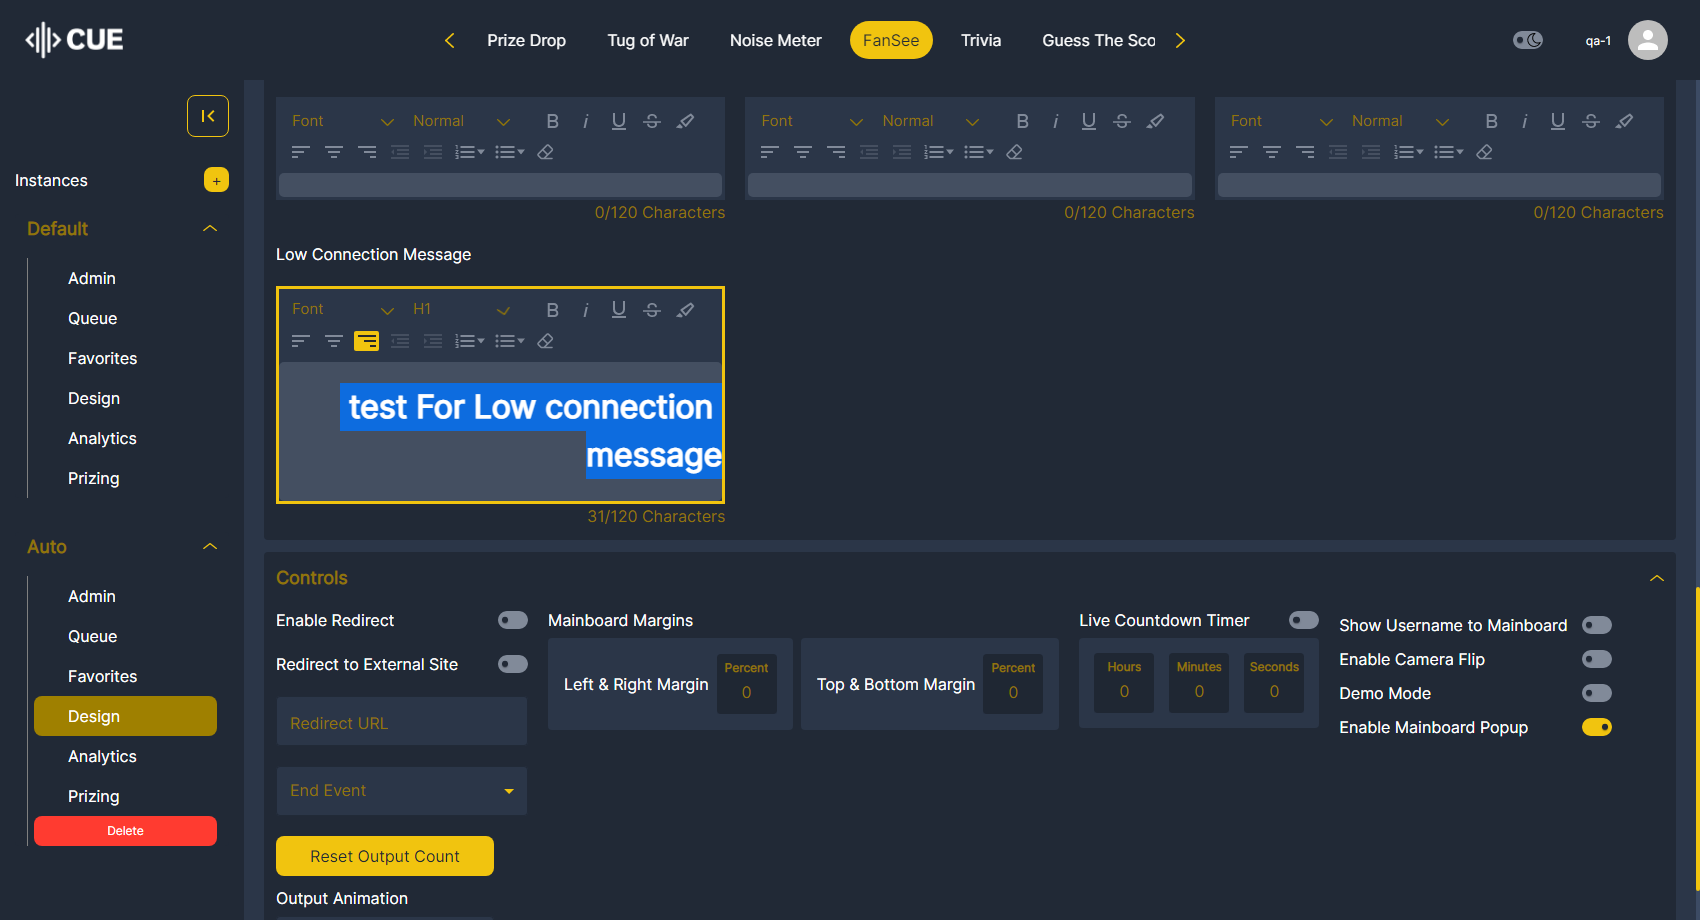 CUE
Prize Drop
Tug of War
Noise Meter
FanSee
Trivia
Guess The Sco
qa-1
Instances
+
Default
Admin
Queue
Favorites
Design
Analytics
Prizing
Auto
Admin
Queue
Favorites
Design
Analytics
Prizing
Delete
Font Normal B i U S
0/120 Characters
Font Normal B i U S
0/120 Characters
Font Normal B i U S
0/120 Characters
Low Connection Message
Font H1 B i U S
test For Low connection
message
31/120 Characters
Controls
Enable Redirect
Redirect to External Site
Redirect URL
End Event
Reset Output Count
Output Animation
Mainboard Margins
Left & Right Margin
Percent
0
Top & Bottom Margin
Percent
0
Live Countdown Timer
Hours
0
Minutes
0
Seconds
0
Show Username to Mainboard
Enable Camera Flip
Demo Mode
Enable Mainboard Popup